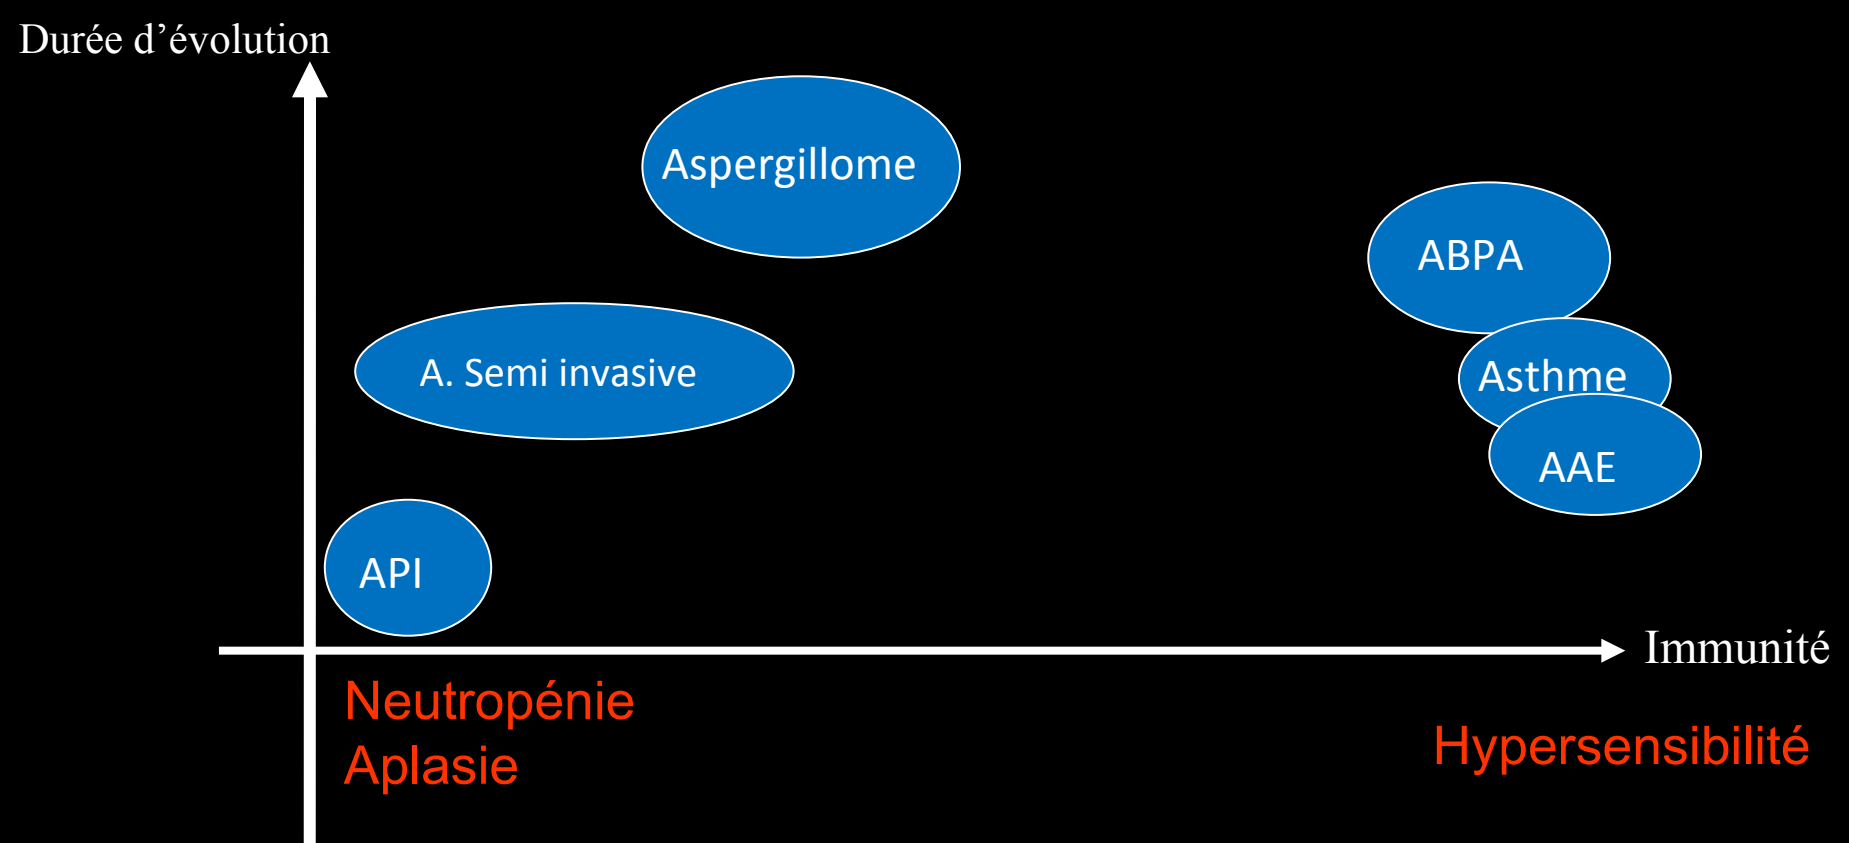 Durée d’évolution
Aspergillome
ABPA
A. Semi invasive
Asthme
AAE
API
Immunité
Neutropénie
Aplasie
Hypersensibilité